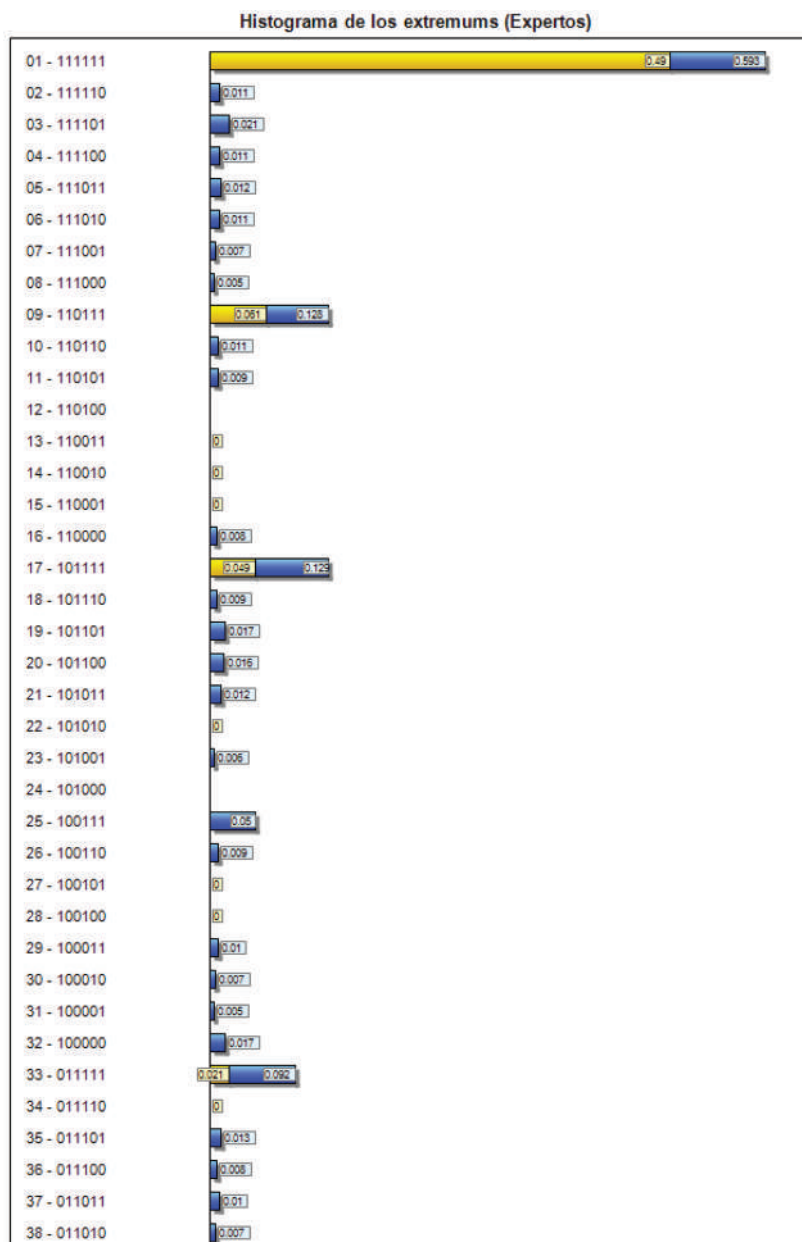 Histograma de los extremums (Expertos)
01 - 111111 0.49 0.593
02 - 111110 0.011
03 - 111101 0.021
04 - 111100 0.011
05 - 111011 0.012
06 - 111010 0.011
07 - 111001 0.007
08 - 111000 0.005
09 - 110111 0.061 0.128
10 - 110110 0.011
11 - 110101 0.009
12 - 110100
13 - 110011 0
14 - 110010 0
15 - 110001 0
16 - 110000 0.008
17 - 101111 0.049 0.129
18 - 101110 0.009
19 - 101101 0.017
20 - 101100 0.016
21 - 101011 0.012
22 - 101010 0
23 - 101001 0.006
24 - 101000
25 - 100111 0.05
26 - 100110 0.009
27 - 100101 0
28 - 100100 0
29 - 100011 0.01
30 - 100010 0.007
31 - 100001 0.005
32 - 100000 0.017
33 - 011111 0.021 0.092
34 - 011110 0
35 - 011101 0.013
36 - 011100 0.008
37 - 011011 0.01
38 - 011010 0.007